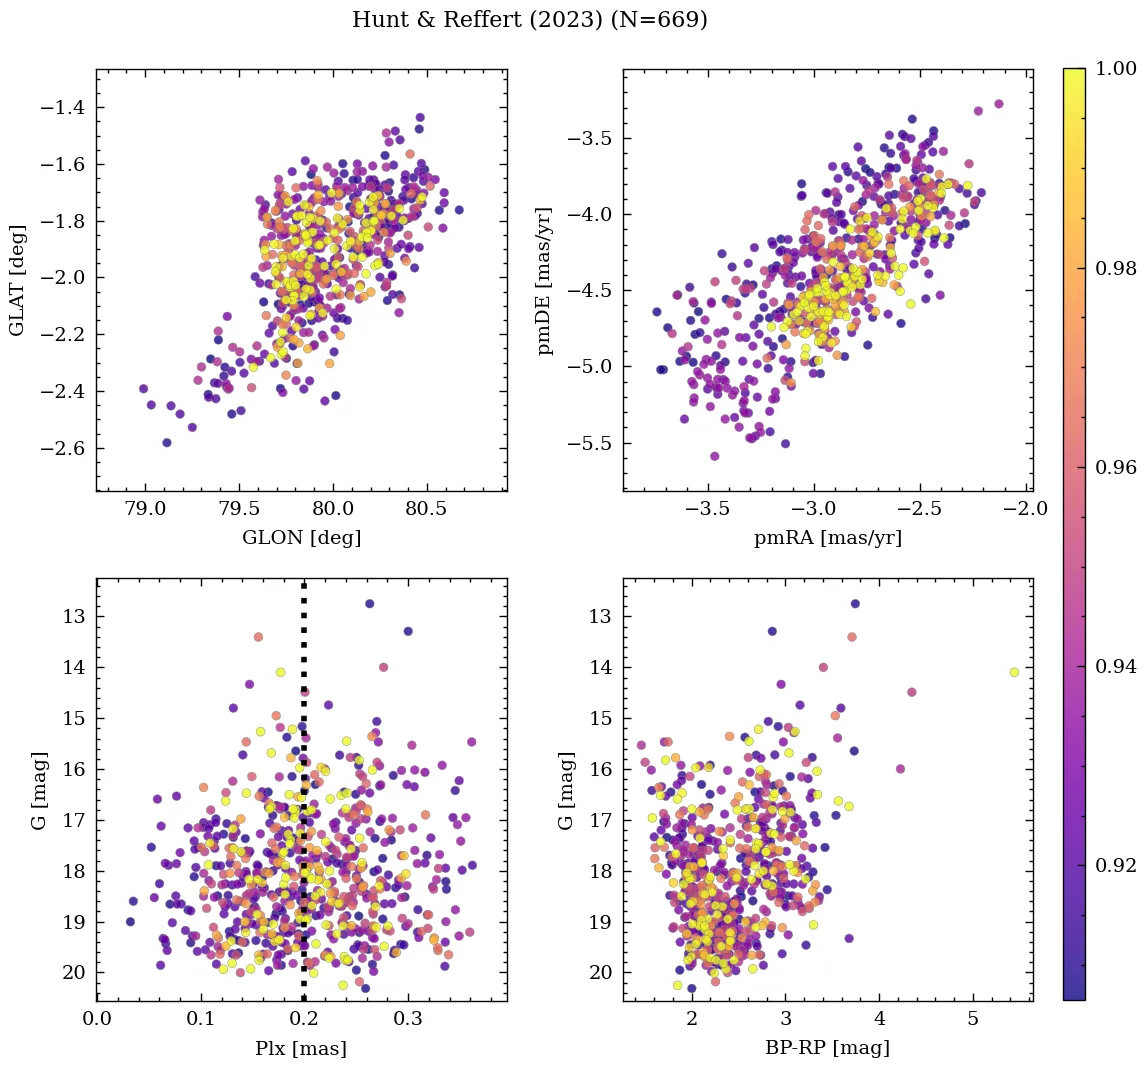 Hunt & Reffert (2023) (N=669)
−1.4
−1.6
−1.8
−2.0
−2.2
−2.4
−2.6
GLAT [deg]
79.0 79.5 80.0 80.5
GLON [deg]
−3.5
−4.0
−4.5
−5.0
−5.5
pmDE [mas/yr]
−3.5 −3.0 −2.5 −2.0
pmRA [mas/yr]
1.00
0.98
0.96
0.94
0.92
13
14
15
16
17
18
19
20
G [mag]
0.0 0.1 0.2 0.3
Plx [mas]
13
14
15
16
17
18
19
20
G [mag]
2 3 4 5
BP-RP [mag]